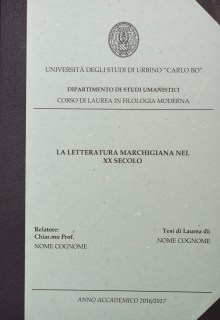 UNIVERSITÀ DEGLI STUDI DI URBINO "CARLO BO"
DIPARTIMENTO DI STUDI UMANISTICI
CORSO DI LAUREA IN FILOLOGIA MODERNA
LA LETTERATURA MARCHIGIANA NEL
XX SECOLO
Relatore:
Chiar.mo Prof.
NOME COGNOME
Tesi di Laurea di:
NOME COGNOME
ANNO ACCADEMICO 2016/2017